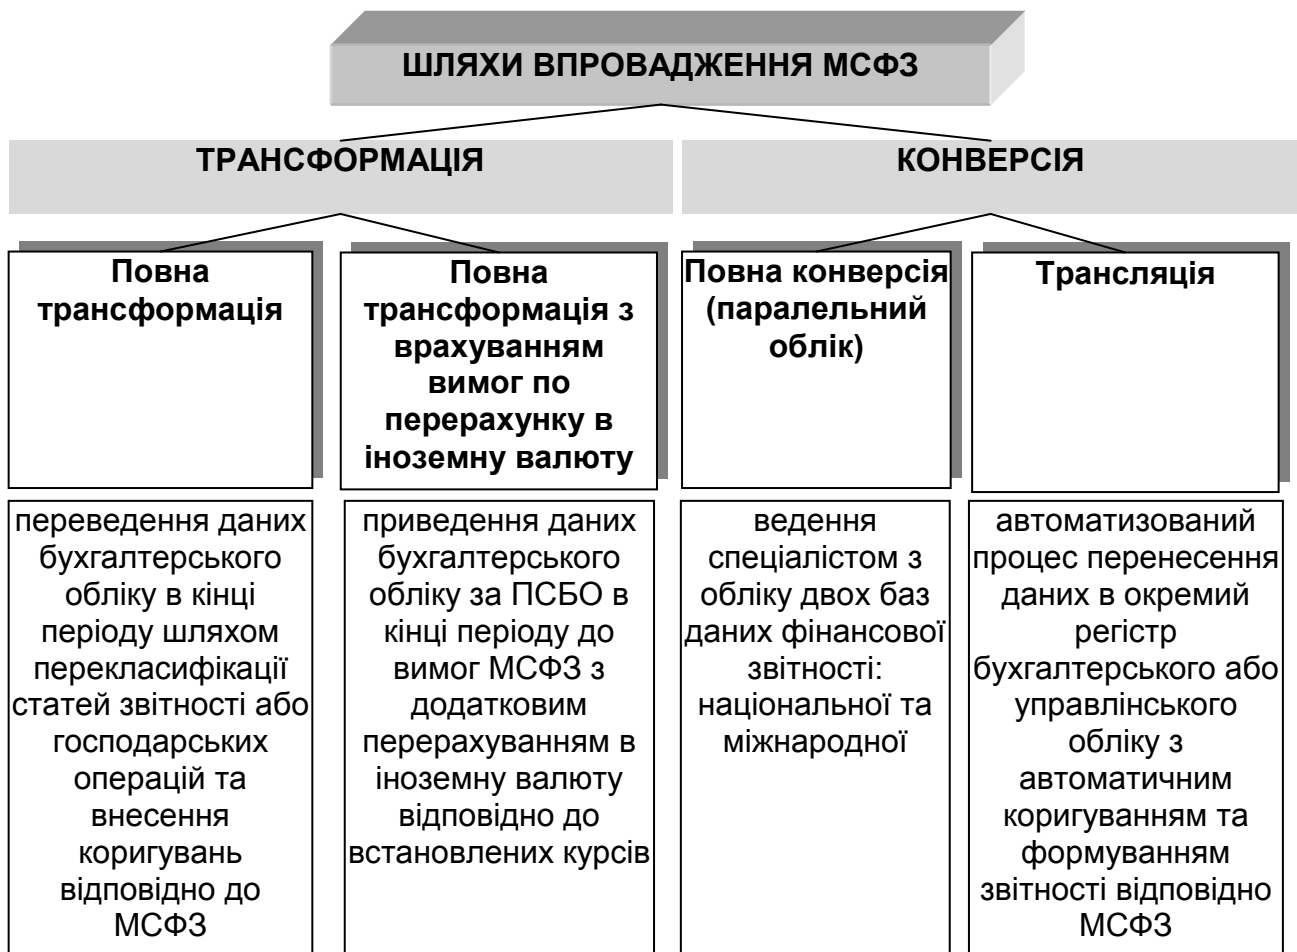 ШЛЯХИ ВПРОВАДЖЕННЯ МСФЗ
ТРАНСФОРМАЦІЯ
КОНВЕРСІЯ
Повна
трансформація
Повна
трансформація з
врахуванням
вимог по
перерахунку в
іноземну валюту
Повна конверсія
(паралельний
облік)
Трансляція
переведення даних
бухгалтерського
обліку в кінці
періоду шляхом
перекласифікації
статей звітності або
господарських
операцій та
внесення
коригувань
відповідно до
МСФЗ
приведення даних
бухгалтерського
обліку за ПСБО в
кінці періоду до
вимог МСФЗ з
додатковим
перерахуванням в
іноземну валюту
відповідно до
встановлених курсів
ведення
спеціалістом з
обліку двох баз
даних фінансової
звітності:
національної та
міжнародної
автоматизований
процес перенесення
даних в окремий
регістр
бухгалтерського або
управлінського
обліку з
автоматичним
коригуванням та
формуванням
звітності відповідно
МСФЗ